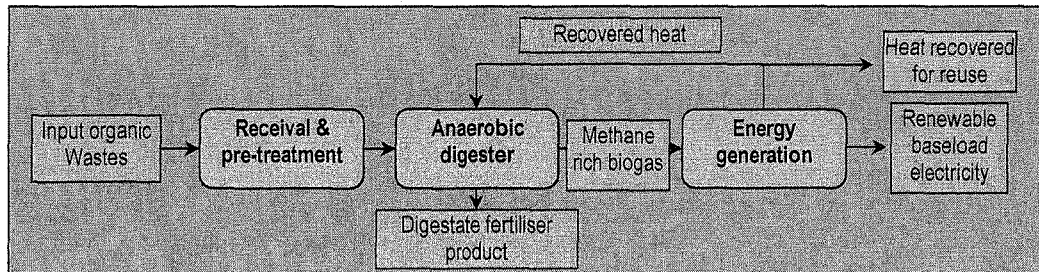 Recovered heat
Heat recovered
for reuse
Input organic
Wastes
Receival &
pre-treatment
Anaerobic
digester
Methane
rich biogas
Energy
generation
Renewable
baseload
electricity
Digestate fertiliser
product